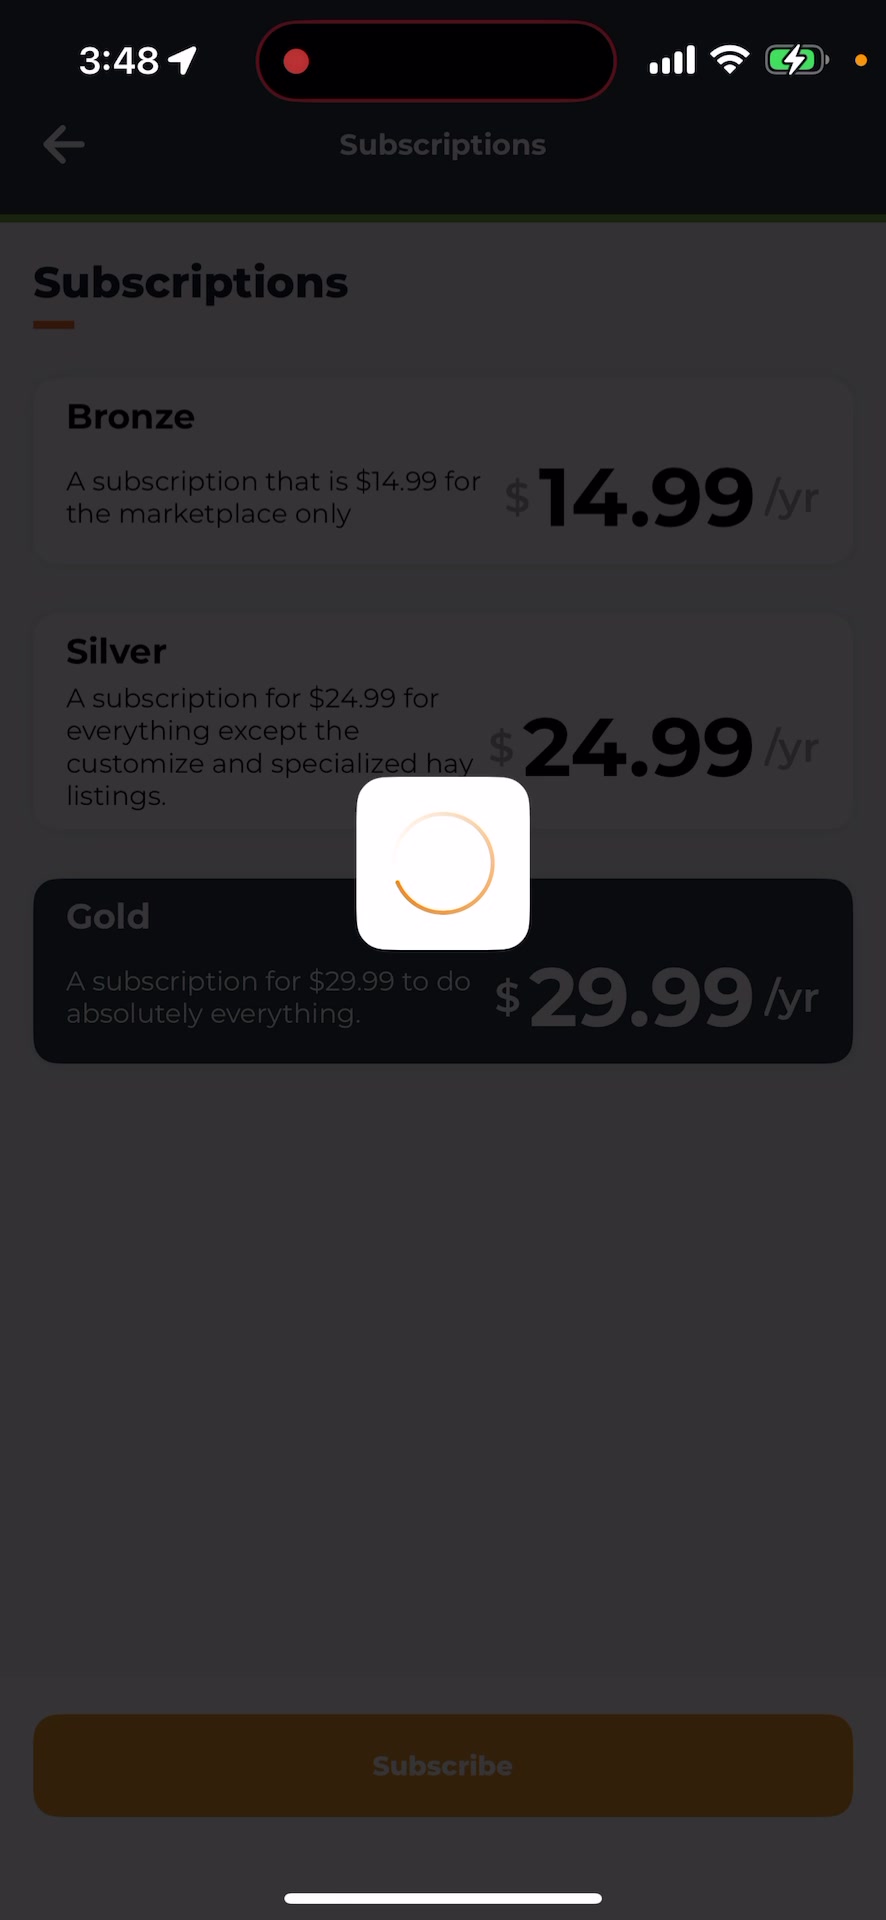 3:48
Subscriptions
Subscriptions
Bronze
A subscription that is $14.99 for
the marketplace only
$14.99/yr
Silver
A subscription for $24.99 for
everything except the
customize and specialized hay
listings.
$24.99/yr
Gold
A subscription for $29.99 to do
absolutely everything.
$29.99/yr
Subscribe